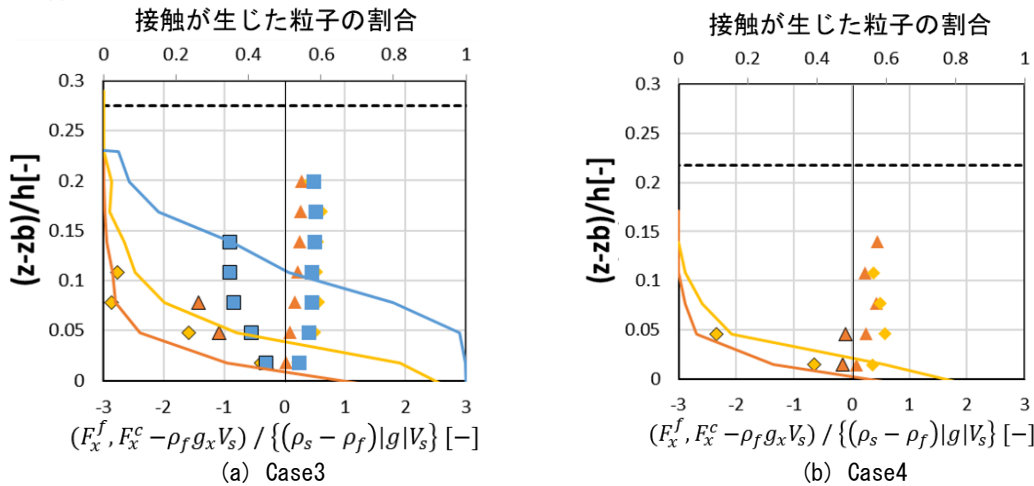 接触が生じた粒子の割合
0 0.2 0.4 0.6 0.8 1
0.3
0.25
0.2
0.15
0.1
0.05
0
(z-zb)/h[-]
-3 -2 -1 0 1 2 3
(F_x^f, F_x^c − ρ_f g_x V_s) / {(ρ_s − ρ_f)|g|V_s} [−]
(a) Case3
接触が生じた粒子の割合
0 0.2 0.4 0.6 0.8 1
0.3
0.25
0.2
0.15
0.1
0.05
0
(z-zb)/h[-]
-3 -2 -1 0 1 2 3
(F_x^f, F_x^c − ρ_f g_x V_s) / {(ρ_s − ρ_f)|g|V_s} [−]
(b) Case4